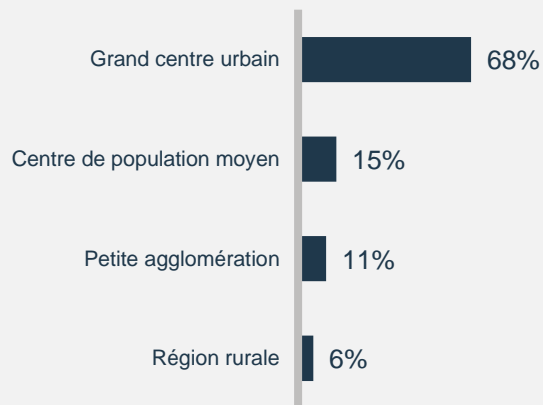 Grand centre urbain 68%
Centre de population moyen 15%
Petite agglomération 11%
Région rurale 6%